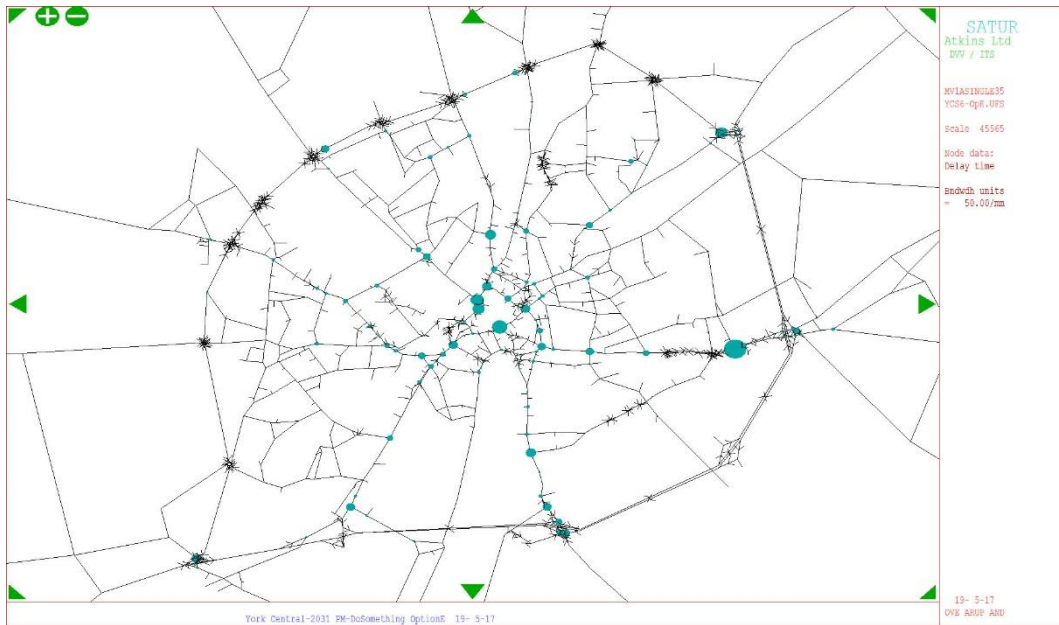 SATUR
Atkins Ltd
DVV / ITS
MV1ASINGLE35
YCS6-OpE.UFS
Scale 45565
Node data:
Delay time
Bndwdh units
= 50.00/mm
19- 5-17
OVE ARUP AND
York Central-2031 PM-DoSomething OptionE 19- 5-17